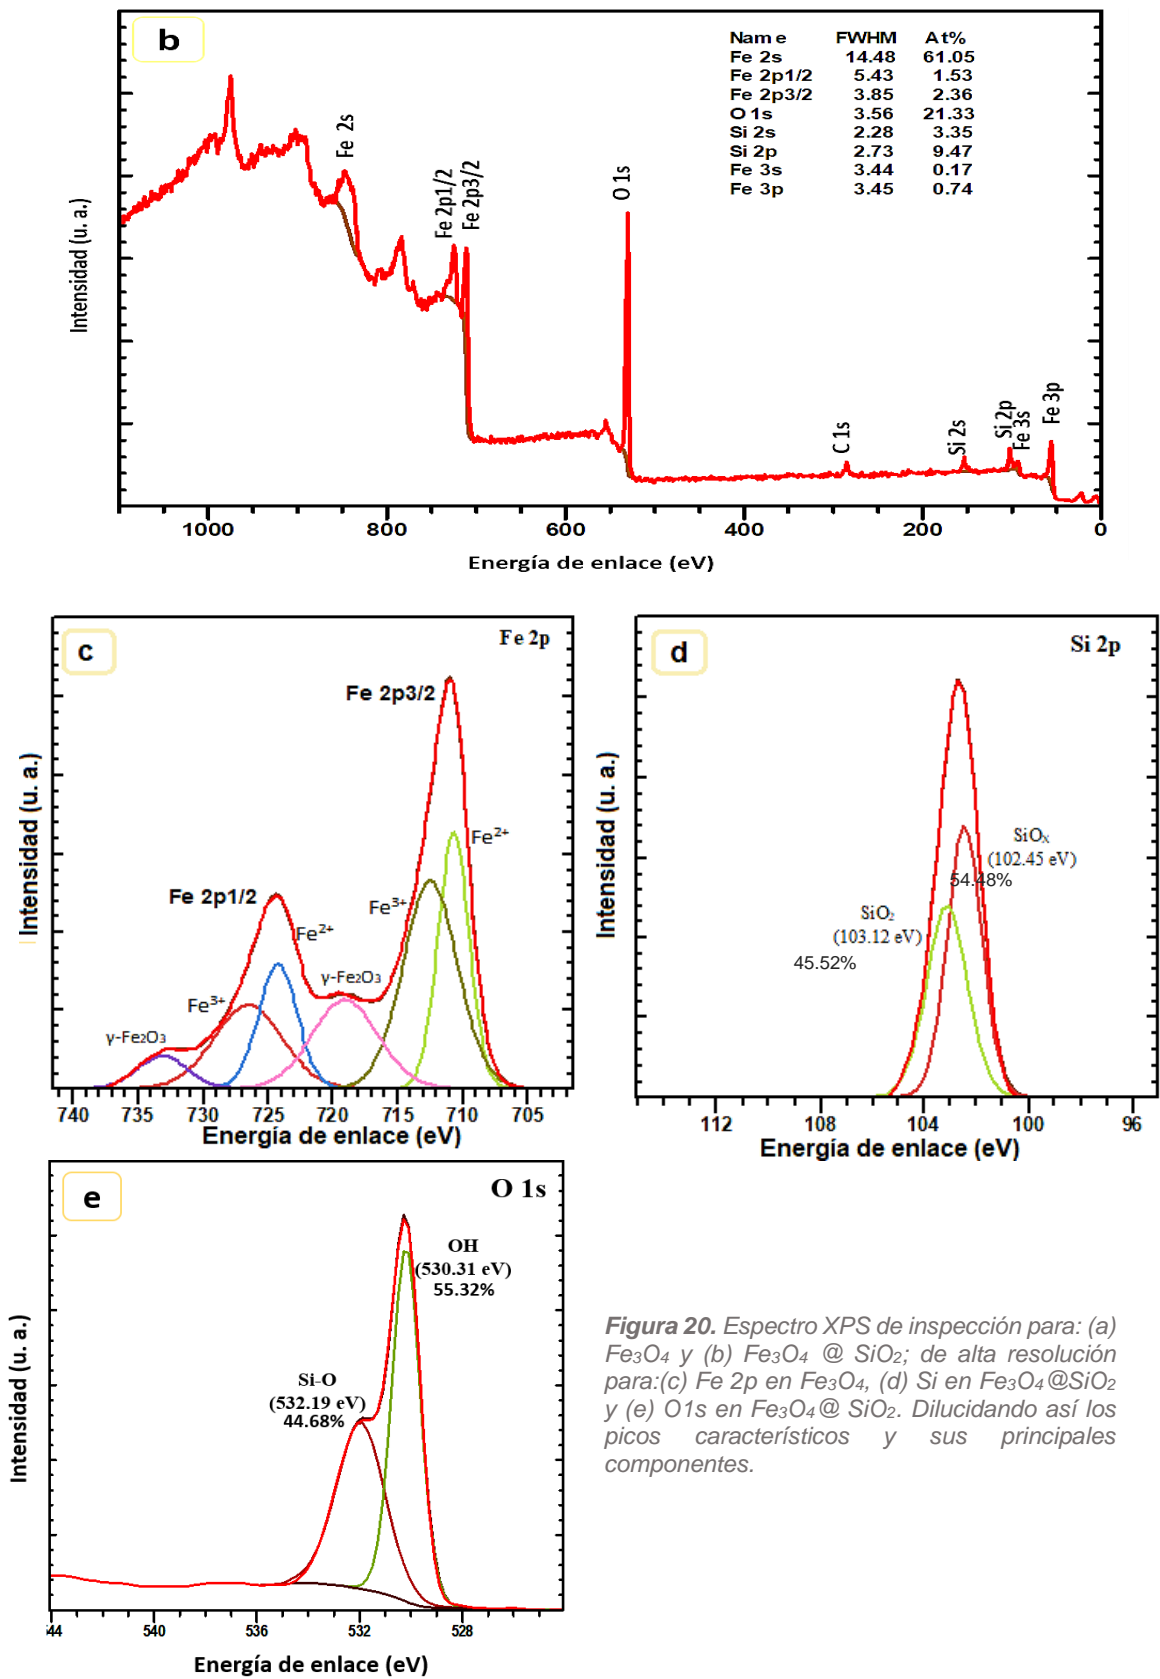 b
Name FWHM At%
Fe 2s 14.48 61.05
Fe 2p1/2 5.43 1.53
Fe 2p3/2 3.85 2.36
O 1s 3.56 21.33
Si 2s 2.28 3.35
Si 2p 2.73 9.47
Fe 3s 3.44 0.17
Fe 3p 3.45 0.74
Fe 2s
Fe 2p1/2
Fe 2p3/2
O 1s
C 1s
Si 2s
Si 2p
Fe 3s
Fe 3p
Intensidad (u. a.)
1000 800 600 400 200 0
Energía de enlace (eV)
c
Fe 2p
Fe 2p3/2
Fe²⁺
Fe³⁺
Fe 2p1/2
Fe²⁺
γ-Fe₂O₃
Fe³⁺
γ-Fe₂O₃
Intensidad (u. a.)
740 735 730 725 720 715 710 705
Energía de enlace (eV)
d
Si 2p
SiOₓ
(102.45 eV)
54.48%
SiO₂
(103.12 eV)
45.52%
Intensidad (u. a.)
112 108 104 100 96
Energía de enlace (eV)
e
O 1s
OH
(530.31 eV)
55.32%
Si-O
(532.19 eV)
44.68%
Intensidad (u. a.)
44 540 536 532 528
Energía de enlace (eV)
Figura 20. Espectro XPS de inspección para: (a)
Fe₃O₄ y (b) Fe₃O₄ @ SiO₂; de alta resolución
para:(c) Fe 2p en Fe₃O₄, (d) Si en Fe₃O₄@SiO₂
y (e) O1s en Fe₃O₄@ SiO₂. Dilucidando así los
picos característicos y sus principales
componentes.